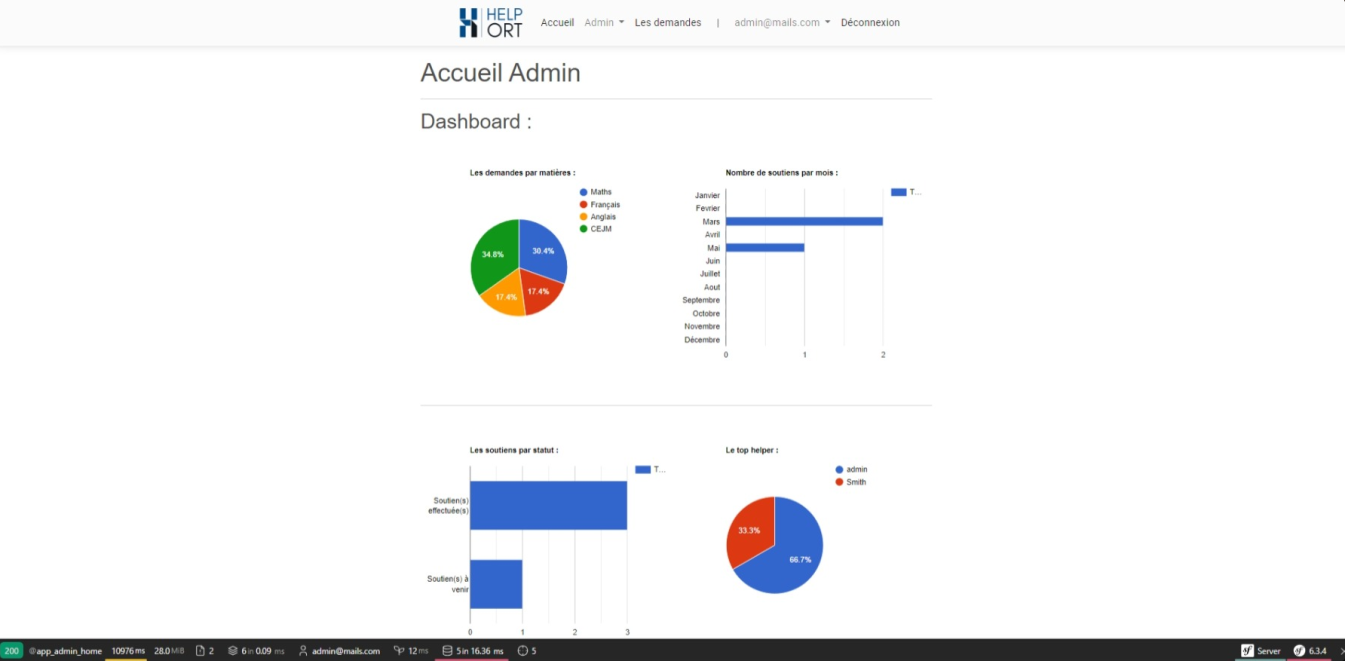 HELP
ORT
Accueil Admin Les demandes | admin@mails.com Déconnexion
Accueil Admin
Dashboard :
Les demandes par matières :
Maths
Français
Anglais
CEJM
34.8%
30.4%
17.4%
17.4%
Nombre de soutiens par mois :
T...
Janvier
Fevrier
Mars
Avril
Mai
Juin
Juillet
Aout
Septembre
Octobre
Novembre
Décembre
0 1 2
Les soutiens par statut :
T...
Soutien(s)
effectuée(s)
Soutien(s) à
venir
0 1 2 3
Le top helper :
admin
Smith
33.3%
66.7%
200 @app_admin_home 10976 ms 28.0 MiB 2 6 in 0.09 ms admin@mails.com 12 ms 5 in 16.36 ms 5 Server 6.3.4